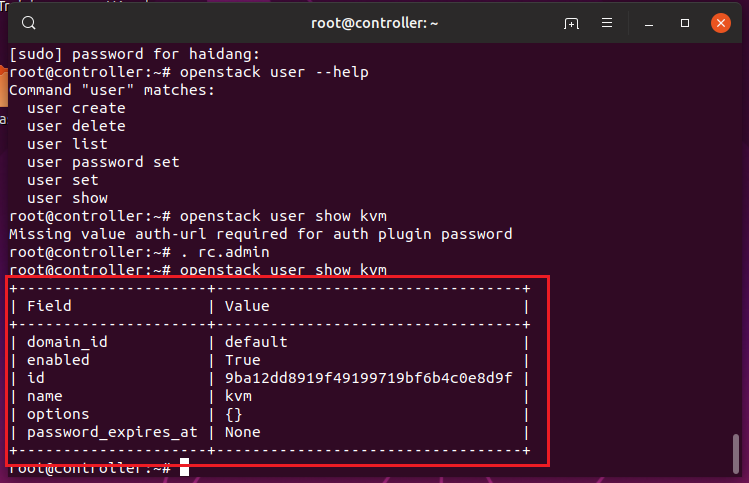 root@controller: ~
[sudo] password for haidang:
root@controller:~# openstack user --help
Command "user" matches:
  user create
  user delete
  user list
  user password set
  user set
  user show
root@controller:~# openstack user show kvm
Missing value auth-url required for auth plugin password
root@controller:~# . rc.admin
root@controller:~# openstack user show kvm
+---------------------+----------------------------------+
| Field               | Value                            |
+---------------------+----------------------------------+
| domain_id           | default                          |
| enabled             | True                             |
| id                  | 9ba12dd8919f49199719bf6b4c0e8d9f |
| name                | kvm                              |
| options             | {}                               |
| password_expires_at | None                             |
+---------------------+----------------------------------+
root@controller:~#